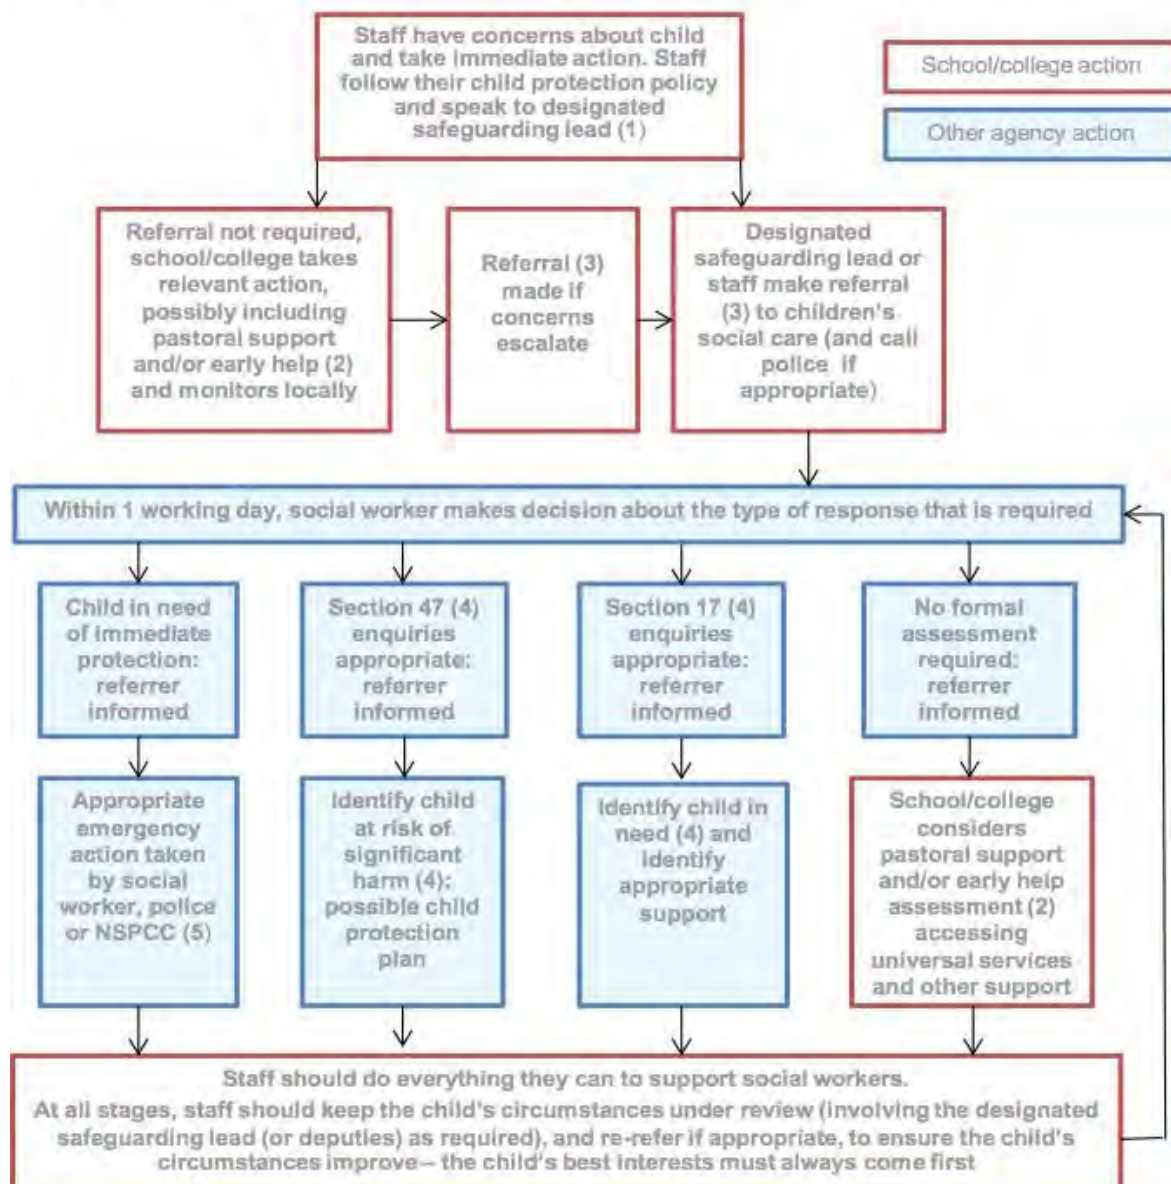 Staff have concerns about child
and take immediate action. Staff
follow their child protection policy
and speak to designated
safeguarding lead (1)
School/college action
Other agency action
Referral not required,
school/college takes
relevant action,
possibly including
pastoral support
and/or early help (2)
and monitors locally
Referral (3)
made if
concerns
escalate
Designated
safeguarding lead or
staff make referral
(3) to children's
social care (and call
police if
appropriate)
Within 1 working day, social worker makes decision about the type of response that is required
Child in need
of immediate
protection:
referrer
informed
Section 47 (4)
enquiries
appropriate:
referrer
informed
Section 17 (4)
enquiries
appropriate:
referrer
informed
No formal
assessment
required:
referrer
informed
Appropriate
emergency
action taken
by social
worker, police
or NSPCC (5)
Identify child
at risk of
significant
harm (4):
possible child
protection
plan
Identify child in
need (4) and
identify
appropriate
support
School/college
considers
pastoral support
and/or early help
assessment (2)
accessing
universal services
and other support
Staff should do everything they can to support social workers.
At all stages, staff should keep the child's circumstances under review (involving the designated
safeguarding lead (or deputies) as required), and re-refer if appropriate, to ensure the child's
circumstances improve – the child's best interests must always come first